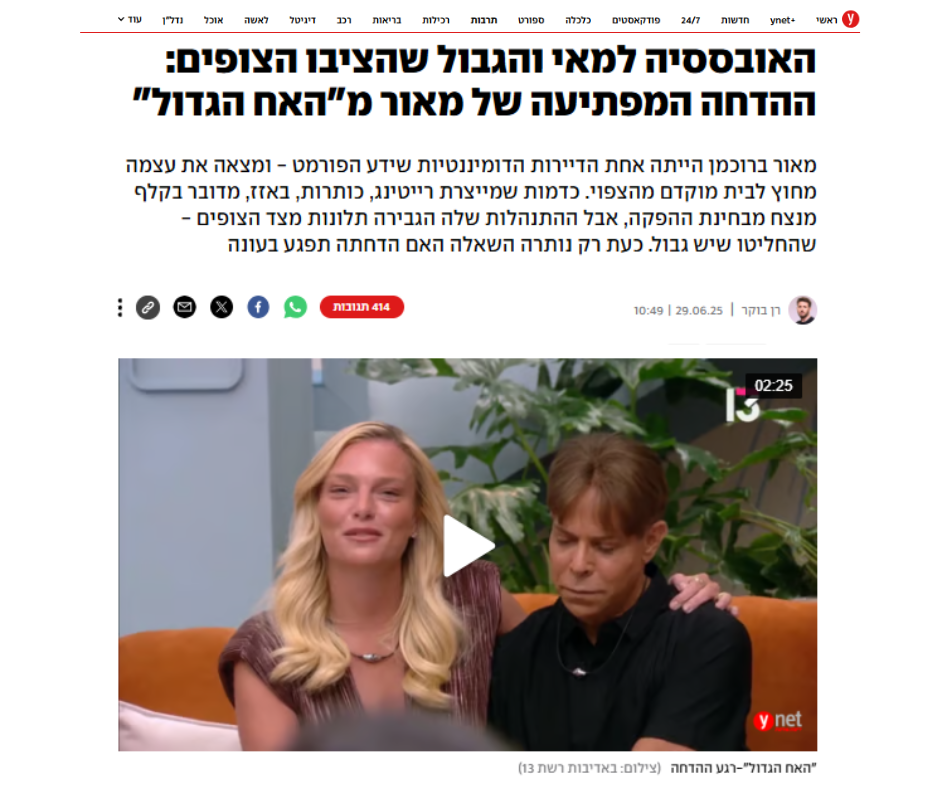 ראשי ynet+ חדשות 24/7 פודקאסטים כלכלה ספורט תרבות רכילות בריאות רכב דיגיטל לאשה אוכל נדל"ן עוד
האובססיה למאי והגבול שהציבו הצופים:
ההדחה המפתיעה של מאור מ"האח הגדול"
מאור ברוכמן הייתה אחת הדיירות הדומיננטיות שידע הפורמט - ומצאה את עצמה
מחוץ לבית מוקדם מהצפוי. כדמות שמייצרת רייטינג, כותרות, באזז, מדובר בקלף
מנצח מבחינת ההפקה, אבל ההתנהלות שלה הגבירה תלונות מצד הצופים -
שהחליטו שיש גבול. כעת רק נותרה השאלה האם הדחתה תפגע בעונה
רן בוקר | 29.06.25 | 10:49
414 תגובות
02:25
13
ynet
"האח הגדול"-רגע ההדחה (צילום: באדיבות רשת 13)